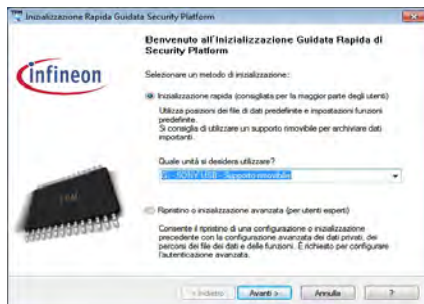 Inizializzazione Rapida Guidata Security Platform
Benvenuto all'Inizializzazione Guidata Rapida di
Security Platform
infineon
Selezionare un metodo di inizializzazione:
Inizializzazione rapida (consigliata per la maggior parte degli utenti)
Utilizza posizioni dei file di dati predefinite e impostazioni funzioni
predefinite.
Si consiglia di utilizzare un supporto rimovibile per archiviare dati
importanti.
Quale unità si desidera utilizzare?
G: - SONY USB - Supporto rimovibile
TPM
Ripristino o inizializzazione avanzata (per utenti esperti)
Consente il ripristino di una configurazione o inizializzazione
precedente con la configurazione avanzata dei dati privati, dei
percorsi dei file dei dati e delle funzioni. È richiesto per configurare
l'autenticazione avanzata.
< Indietro
Avanti >
Annulla
?